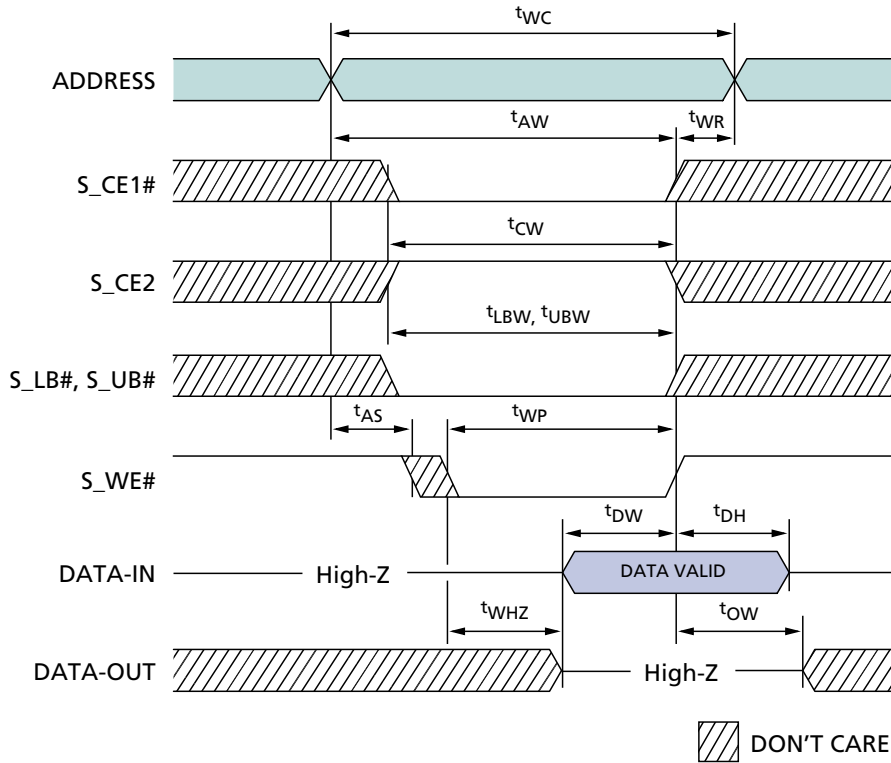 tWC
ADDRESS
tAW
tWR
S_CE1#
tCW
S_CE2
tLBW, tUBW
S_LB#, S_UB#
tAS
tWP
S_WE#
tDW
tDH
DATA-IN
High-Z
DATA VALID
tWHZ
tOW
DATA-OUT
High-Z
DON'T CARE